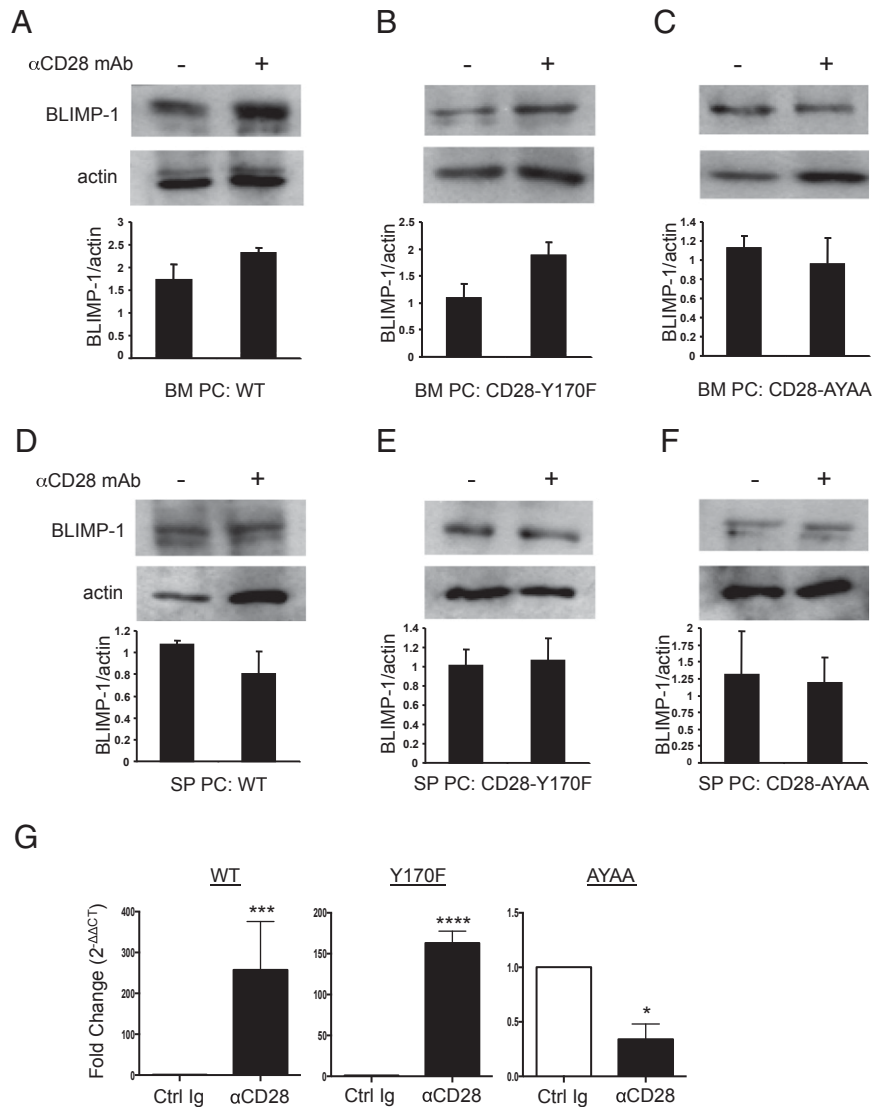 A
B
C
αCD28 mAb - + - + - +
BLIMP-1
actin
BLIMP-1/actin
3
2.5
2
1.5
1
0.5
0
BM PC: WT
BLIMP-1/actin
2.5
2
1.5
1
0.5
0
BM PC: CD28-Y170F
BLIMP-1/actin
1.4
1.2
1
0.8
0.6
0.4
0.2
0
BM PC: CD28-AYAA
D
E
F
αCD28 mAb - + - + - +
BLIMP-1
actin
BLIMP-1/actin
1.2
1
0.8
0.6
0.4
0.2
0
SP PC: WT
BLIMP-1/actin
1.4
1.2
1
0.8
0.6
0.4
0.2
0
SP PC: CD28-Y170F
BLIMP-1/actin
2
1.75
1.5
1.25
1
0.75
0.5
0.25
0
SP PC: CD28-AYAA
G
Fold Change (2-ΔΔCT)
WT
400
300
200
100
0
***
Ctrl Ig αCD28
Y170F
200
150
100
50
0
****
Ctrl Ig αCD28
AYAA
1.5
1.0
0.5
0.0
*
Ctrl Ig αCD28